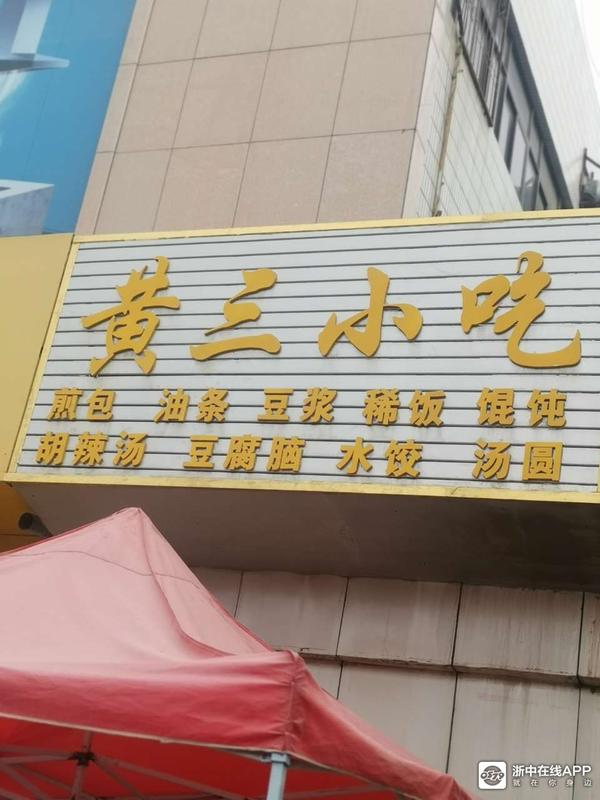 黄三小吃
煎包 油条 豆浆 稀饭 馄饨
胡辣汤 豆腐脑 水饺 汤圆
浙中在线APP
就在你身边